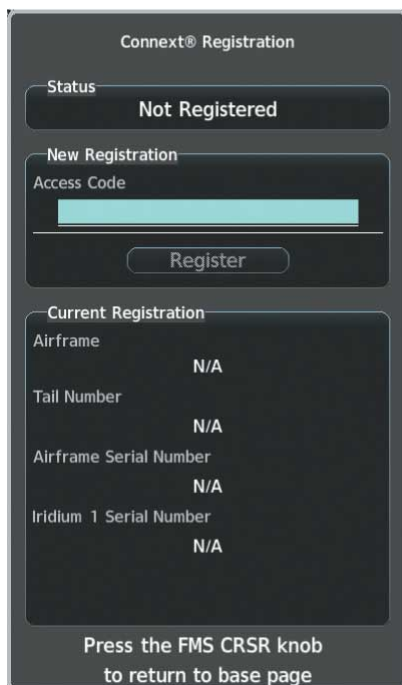 Connext® Registration
Status
Not Registered
New Registration
Access Code
Register
Current Registration
Airframe
N/A
Tail Number
N/A
Airframe Serial Number
N/A
Iridium 1 Serial Number
N/A
Press the FMS CRSR knob
to return to base page